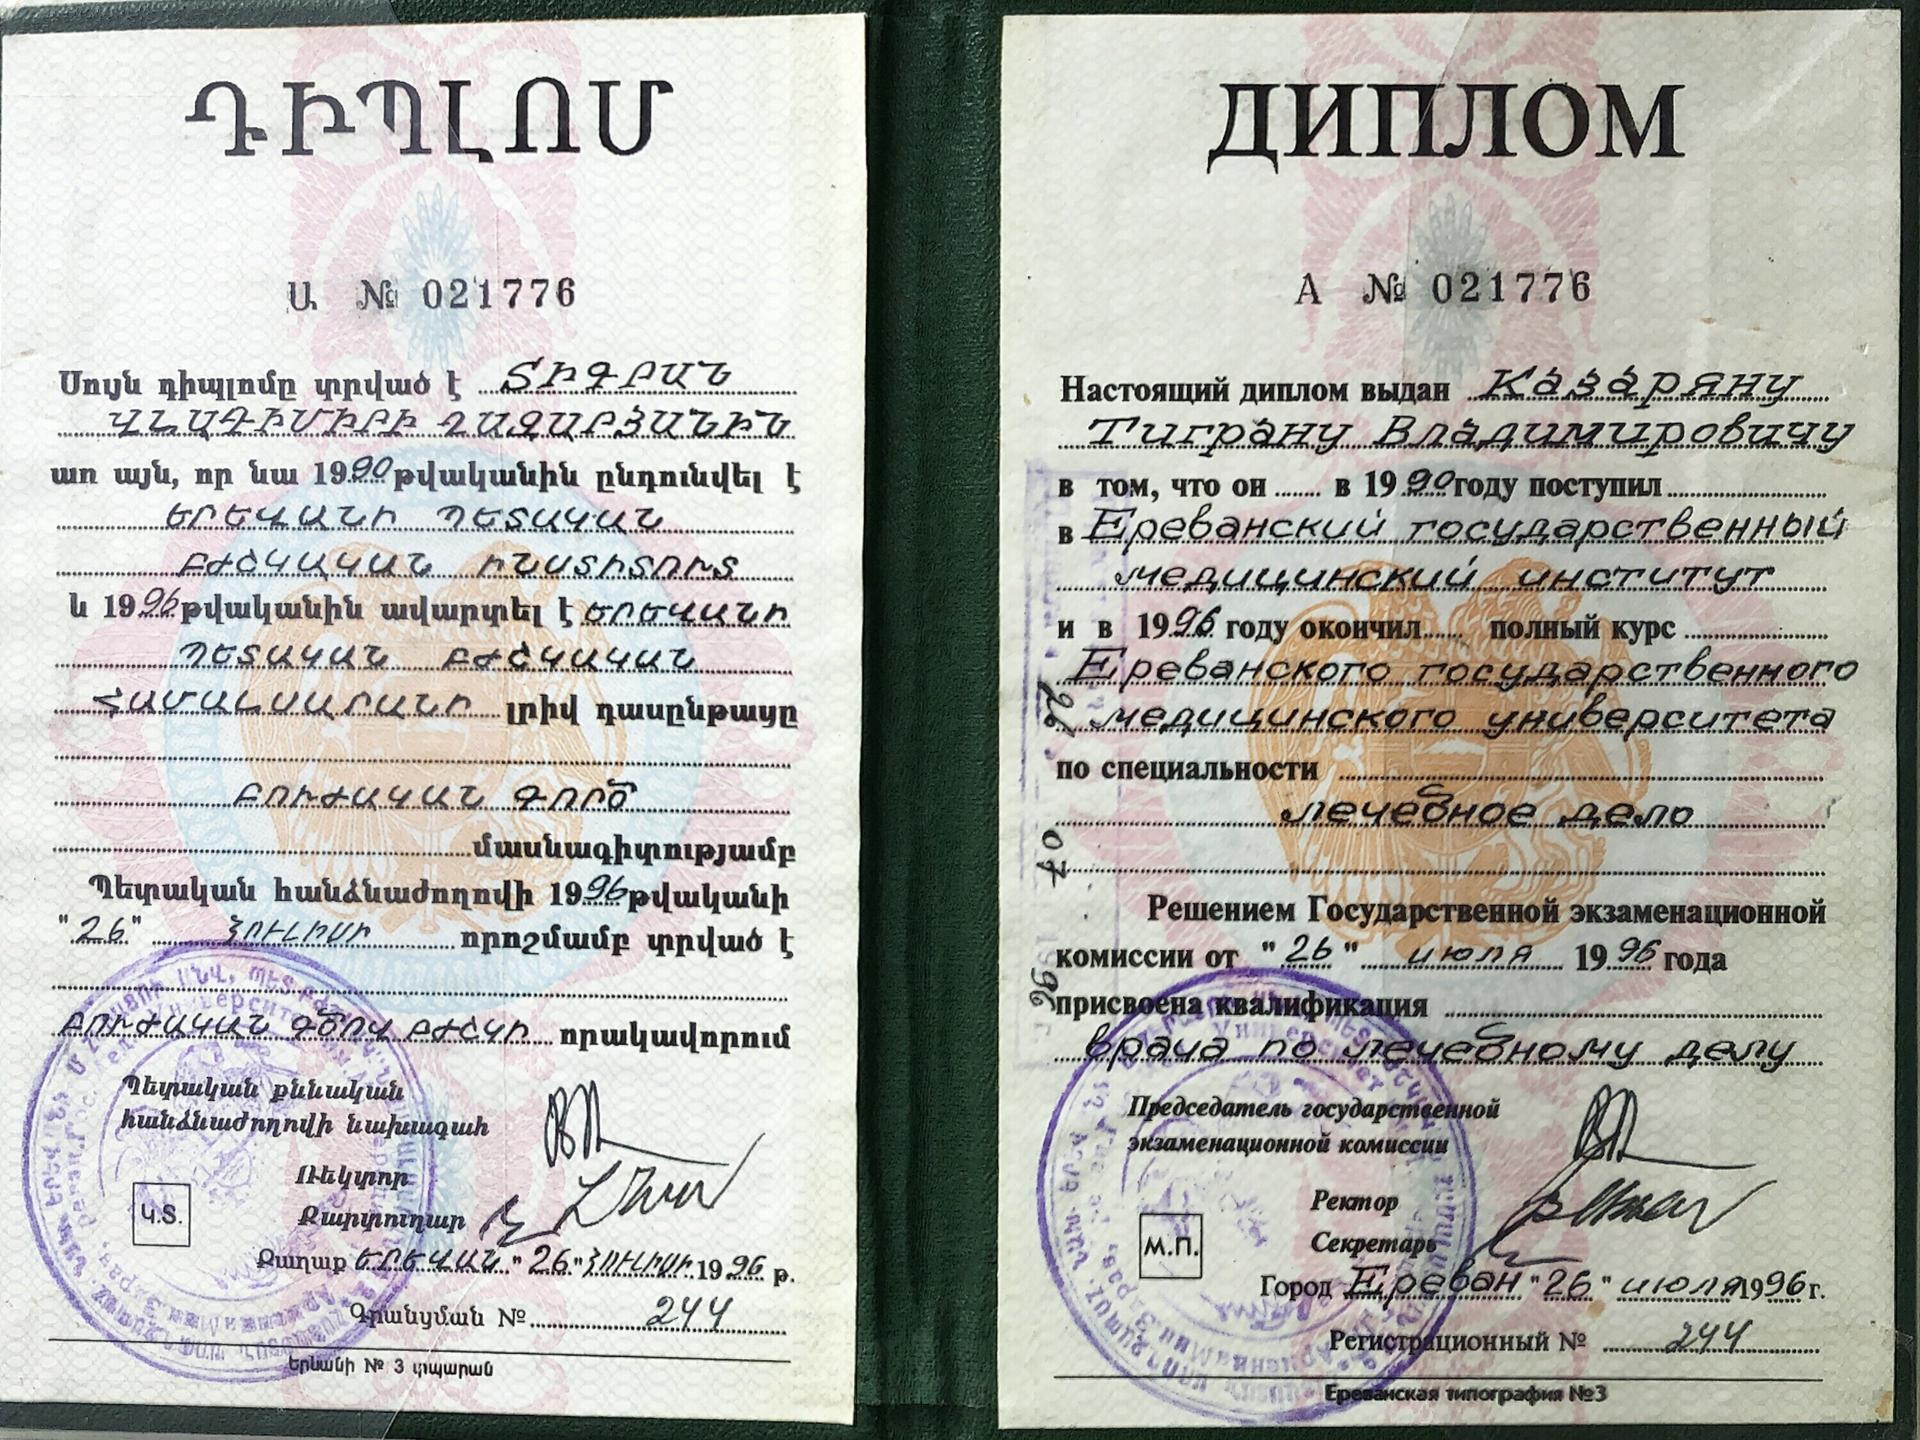 ԴԻՊԼՈՄ
Ա № 021776
Սույն դիպլոմը տրված է ՏԻԳՐԱՆ
ՎԼԱԴԻՄԻՐԻ ՂԱԶԱՐՅԱՆԻՆ
առ այն, որ նա 1990 թվականին ընդունվել է
ԵՐԵՎԱՆԻ ՊԵՏԱԿԱՆ
ԲԺՇԿԱԿԱՆ ԻՆՍՏԻՏՈՒՏ
և 1996 թվականին ավարտել է ԵՐԵՎԱՆԻ
ՊԵՏԱԿԱՆ ԲԺՇԿԱԿԱՆ
ՀԱՄԱԼՍԱՐԱՆԻ լրիվ դասընթացը
ԲՈՒԺԱԿԱՆ ԳՈՐԾ
մասնագիտությամբ
Պետական հանձնաժողովի 1996 թվականի
"26" ՀՈՒԼԻՍԻ որոշմամբ տրված է
ԲՈՒԺԱԿԱՆ ԳԾՈՎ ԲԺՇԿԻ որակավորում
Պետական քննական
հանձնաժողովի նախագահ
Ռեկտոր
Կ.Տ.
Քարտուղար
Քաղաք ԵՐԵՎԱՆ "26" ՀՈՒԼԻՍԻ 1996 թ.
Գրանցման № 244
Երևանի № 3 տպարան
ДИПЛОМ
А № 021776
Настоящий диплом выдан Казаряну
Тиграну Владимировичу
в том, что он в 1990 году поступил
в Ереванский государственный
медицинский институт
и в 1996 году окончил полный курс
Ереванского государственного
медицинского университета
по специальности
лечебное дело
Решением Государственной экзаменационной
комиссии от "26" июля 1996 года
присвоена квалификация
врача по лечебному делу
Председатель государственной
экзаменационной комиссии
Ректор
М.П.
Секретарь
Город Ереван "26" июля 1996 г.
Регистрационный № 244
Ереванская типография №3